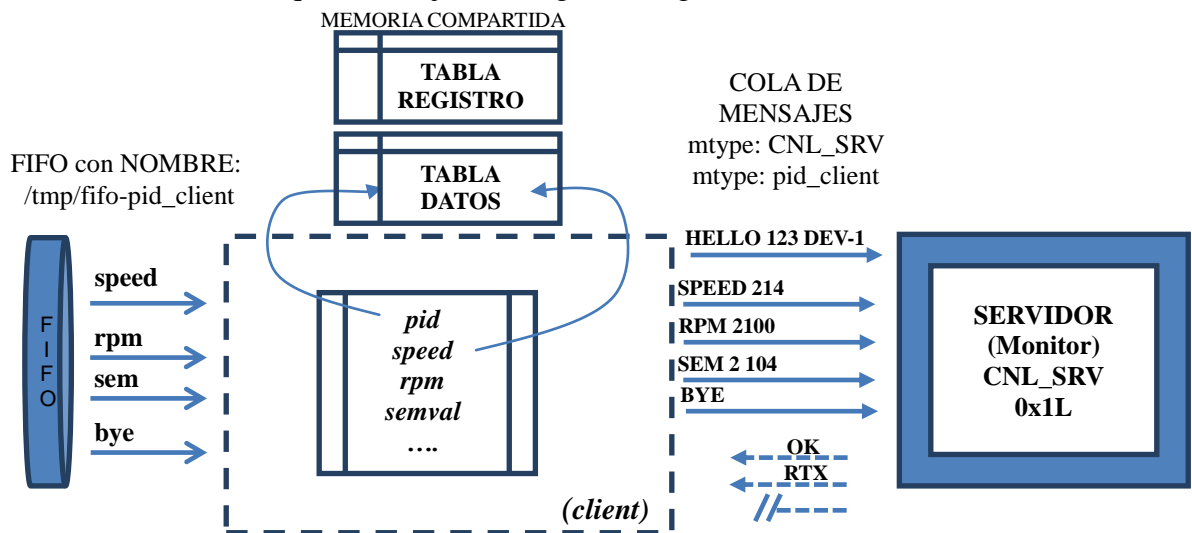 MEMORIA COMPARTIDA
TABLA
REGISTRO
TABLA
DATOS
COLA DE
MENSAJES
mtype: CNL_SRV
mtype: pid_client
FIFO con NOMBRE:
/tmp/fifo-pid_client
F
I
F
O
speed
rpm
sem
bye
pid
speed
rpm
semval
....
(client)
HELLO 123 DEV-1
SPEED 214
RPM 2100
SEM 2 104
BYE
OK
RTX
SERVIDOR
(Monitor)
CNL_SRV
0x1L